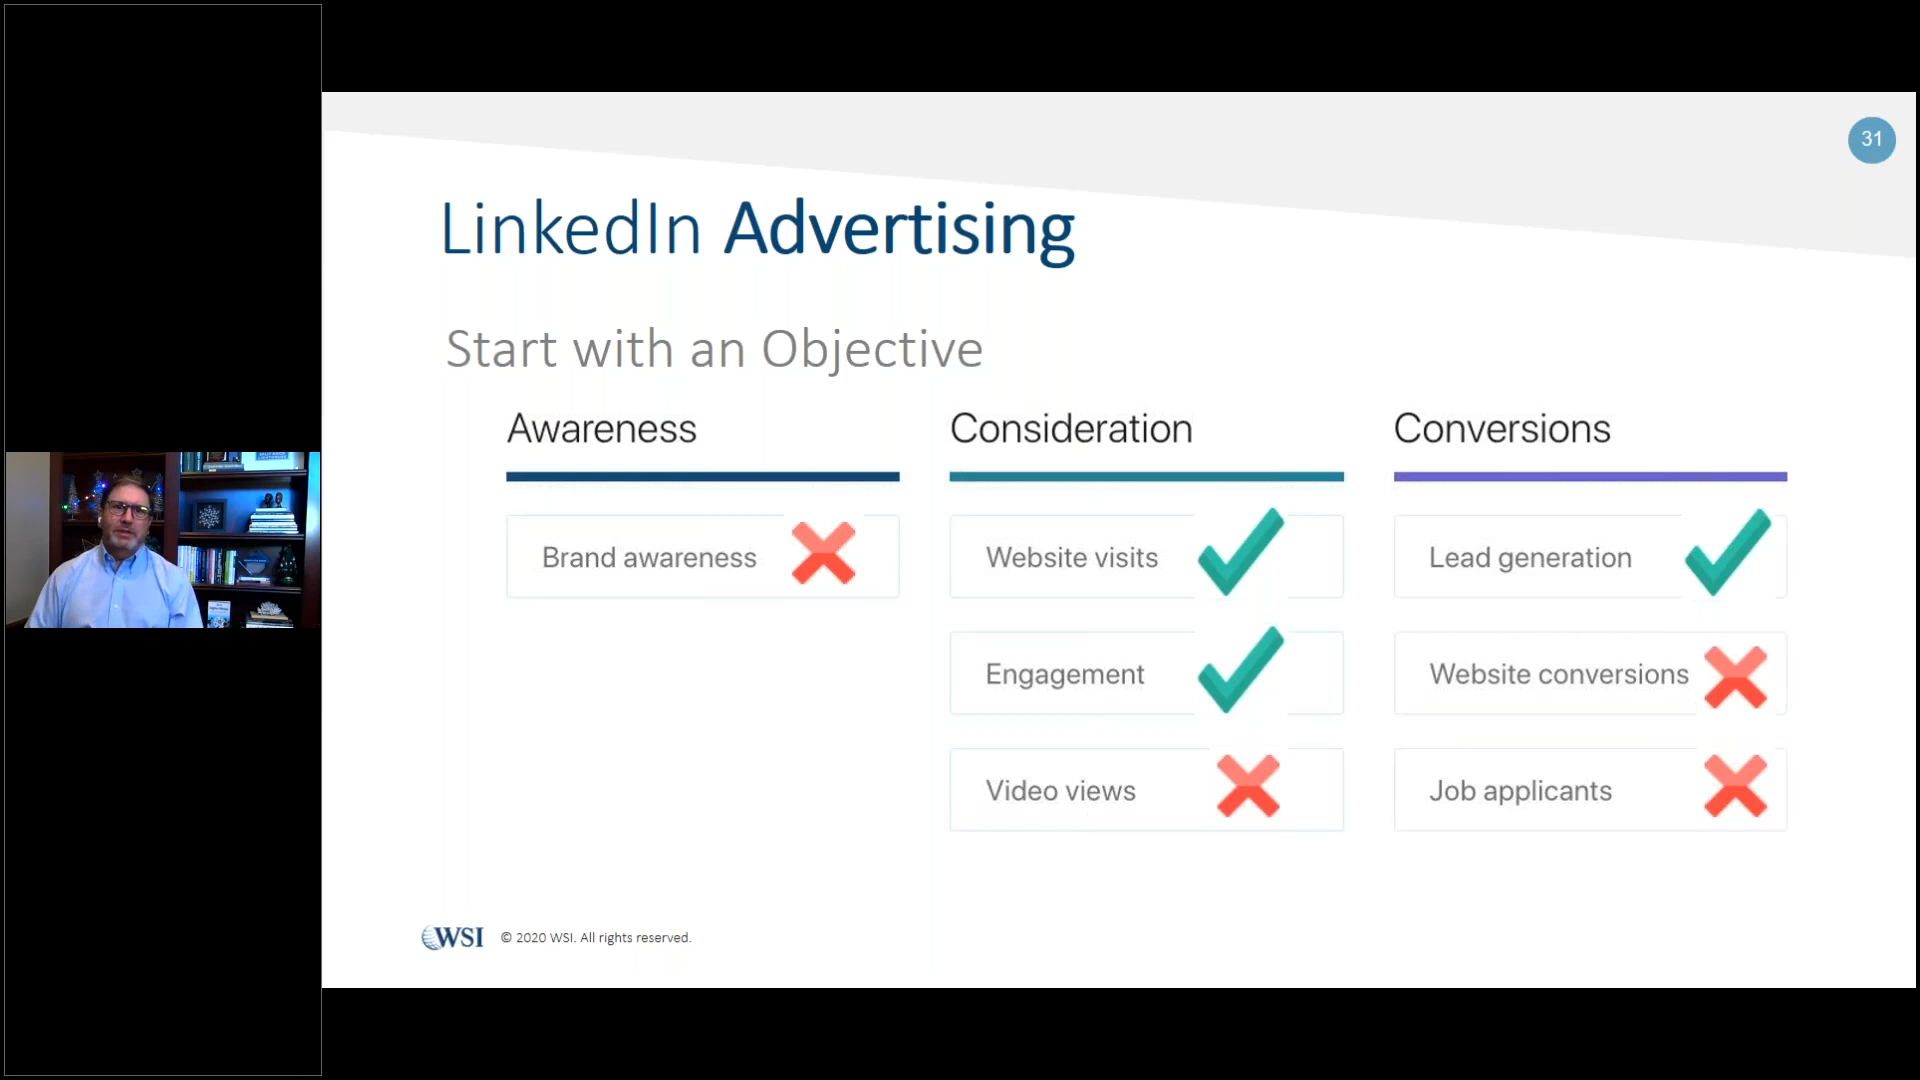 31
LinkedIn Advertising
Start with an Objective
Awareness
Brand awareness
Consideration
Website visits
Engagement
Video views
Conversions
Lead generation
Website conversions
Job applicants
WSI © 2020 WSI. All rights reserved.